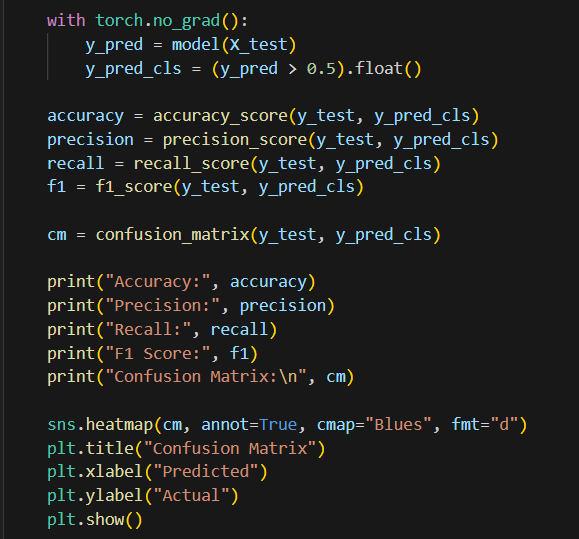 with torch.no_grad():
    y_pred = model(X_test)
    y_pred_cls = (y_pred > 0.5).float()
accuracy = accuracy_score(y_test, y_pred_cls)
precision = precision_score(y_test, y_pred_cls)
recall = recall_score(y_test, y_pred_cls)
f1 = f1_score(y_test, y_pred_cls)
cm = confusion_matrix(y_test, y_pred_cls)
print("Accuracy:", accuracy)
print("Precision:", precision)
print("Recall:", recall)
print("F1 Score:", f1)
print("Confusion Matrix:\n", cm)
sns.heatmap(cm, annot=True, cmap="Blues", fmt="d")
plt.title("Confusion Matrix")
plt.xlabel("Predicted")
plt.ylabel("Actual")
plt.show()